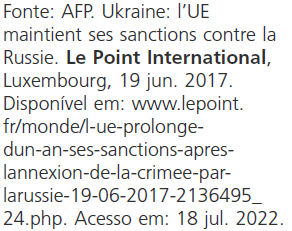 Fonte: AFP. Ukraine: l’UE
maintient ses sanctions contre la
Russie. Le Point International,
Luxembourg, 19 jun. 2017.
Disponível em: www.lepoint.
fr/monde/l-ue-prolonge-
dun-an-ses-sanctions-apres-
lannexion-de-la-crimee-par-
larussie-19-06-2017-2136495_
24.php. Acesso em: 18 jul. 2022.